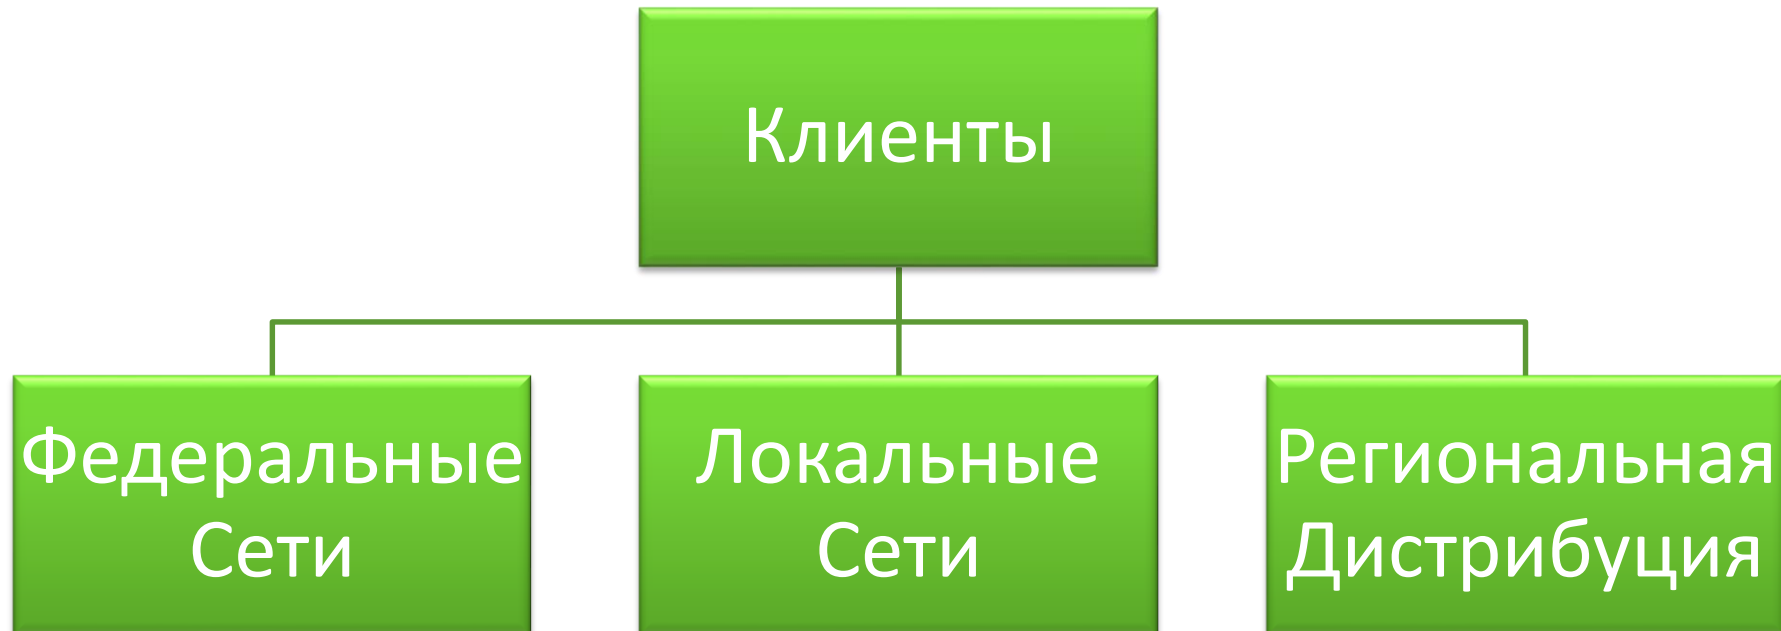 Клиенты
Федеральные
Сети
Локальные
Сети
Региональная
Дистрибуция